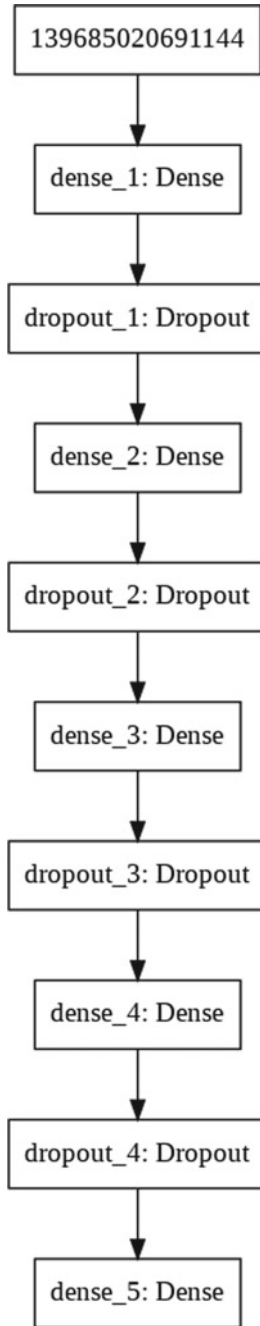 139685020691144
dense_1: Dense
dropout_1: Dropout
dense_2: Dense
dropout_2: Dropout
dense_3: Dense
dropout_3: Dropout
dense_4: Dense
dropout_4: Dropout
dense_5: Dense